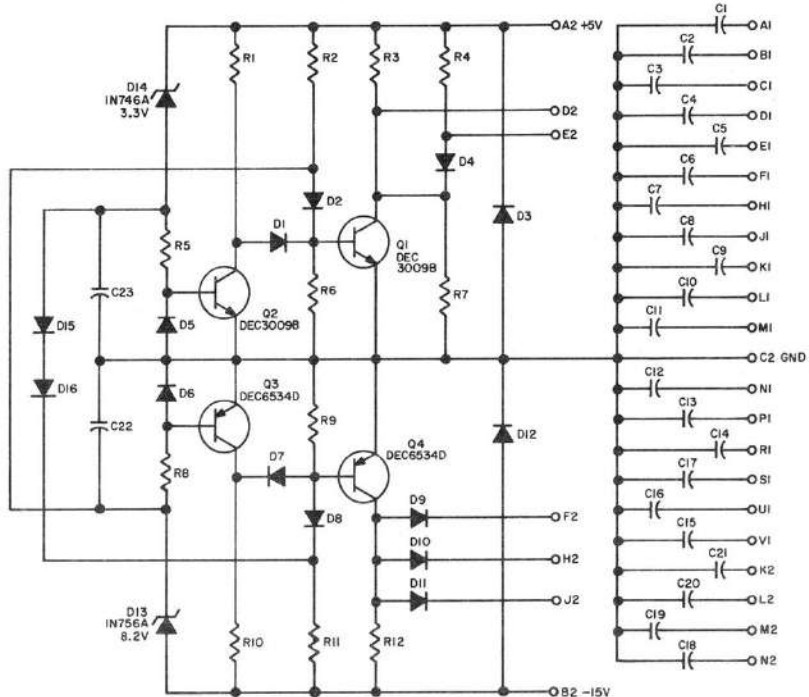 C1
A1
A2 +5V
C2
B1
R1
R2
R3
R4
C3
C1
D14
IN746A
3.3V
C4
D1
D2
E2
C5
E1
D4
C6
F1
D2
C7
H1
D3
D1
Q1
DEC
3009B
C8
J1
R5
C9
K1
C23
R6
R7
C10
L1
Q2
DEC3009B
D15
D5
C11
M1
C2 GND
D16
D6
Q3
DEC6534D
C12
N1
C22
R9
C13
P1
D12
Q4
DEC6534D
C14
R1
R8
D7
C17
S1
D8
D9
F2
C16
U1
C15
V1
D10
H2
C21
K2
D11
J2
C20
L2
D13
IN756A
8.2V
R10
R11
R12
C19
M2
C18
N2
B2 -15V